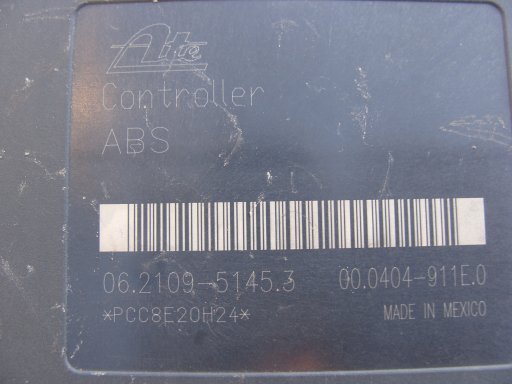 Ate
Controller
ABS
06.2109-5145.3 00.0404-911E.0
*PCC8E20H24* MADE IN MEXICO